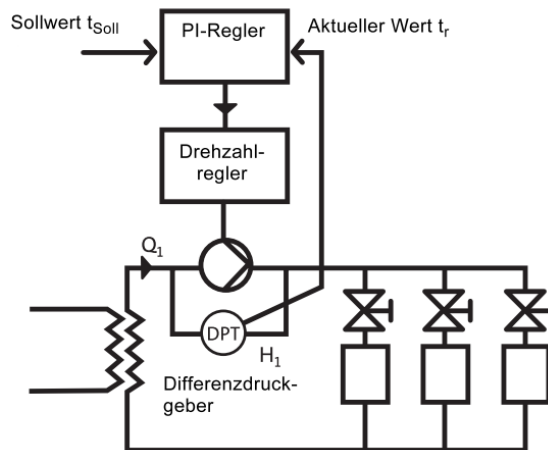 Sollwert tSoll
PI-Regler
Aktueller Wert tr
Drehzahl-
regler
Q1
DPT
H1
Differenzdruck-
geber